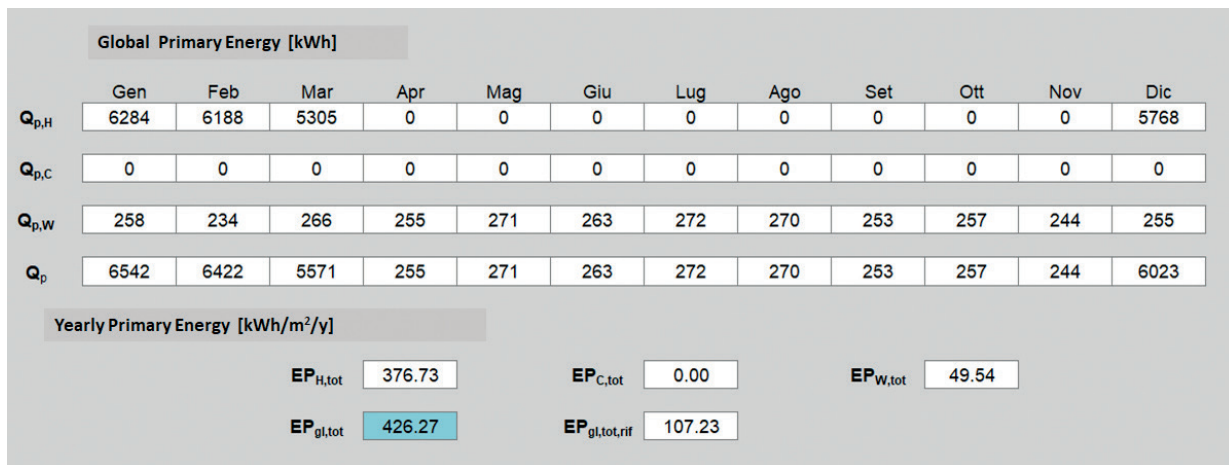 Global Primary Energy [kWh]
Gen Feb Mar Apr Mag Giu Lug Ago Set Ott Nov Dic
Qp,H 6284 6188 5305 0 0 0 0 0 0 0 0 5768
Qp,C 0 0 0 0 0 0 0 0 0 0 0 0
Qp,W 258 234 266 255 271 263 272 270 253 257 244 255
Qp 6542 6422 5571 255 271 263 272 270 253 257 244 6023
Yearly Primary Energy [kWh/m²/y]
EPH,tot 376.73 EPC,tot 0.00 EPW,tot 49.54
EPgl,tot 426.27 EPgl,tot,rif 107.23